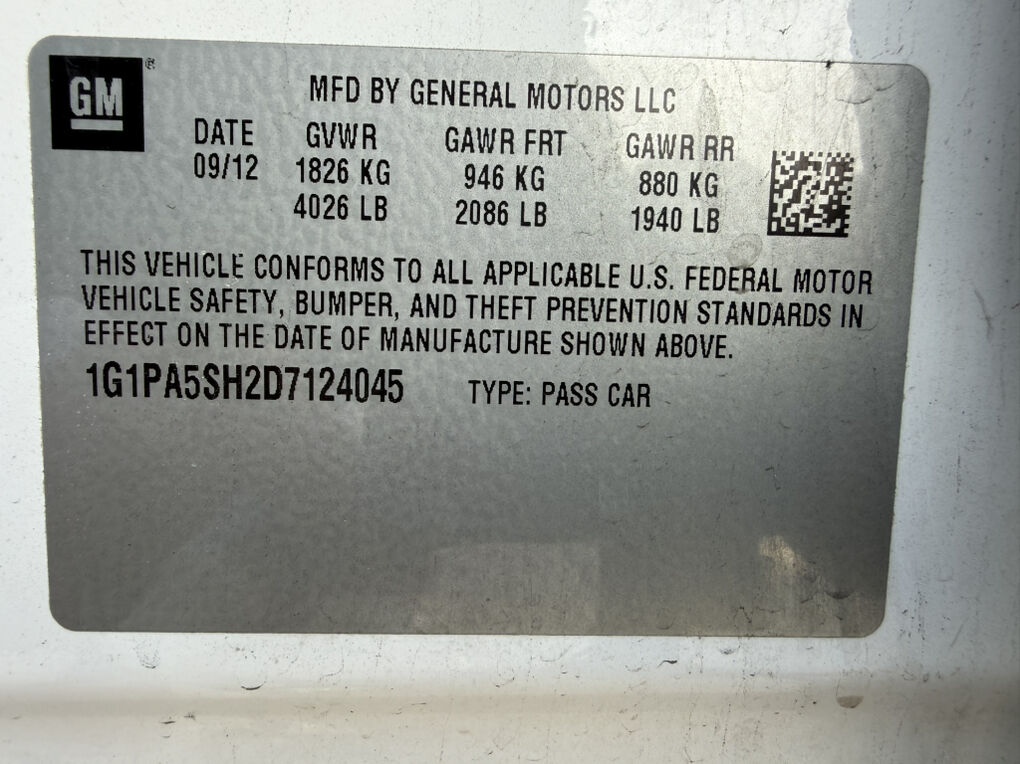 GM ®
MFD BY GENERAL MOTORS LLC
DATE GVWR GAWR FRT GAWR RR
09/12 1826 KG 946 KG 880 KG
4026 LB 2086 LB 1940 LB
THIS VEHICLE CONFORMS TO ALL APPLICABLE U.S. FEDERAL MOTOR
VEHICLE SAFETY, BUMPER, AND THEFT PREVENTION STANDARDS IN
EFFECT ON THE DATE OF MANUFACTURE SHOWN ABOVE.
1G1PA5SH2D7124045 TYPE: PASS CAR